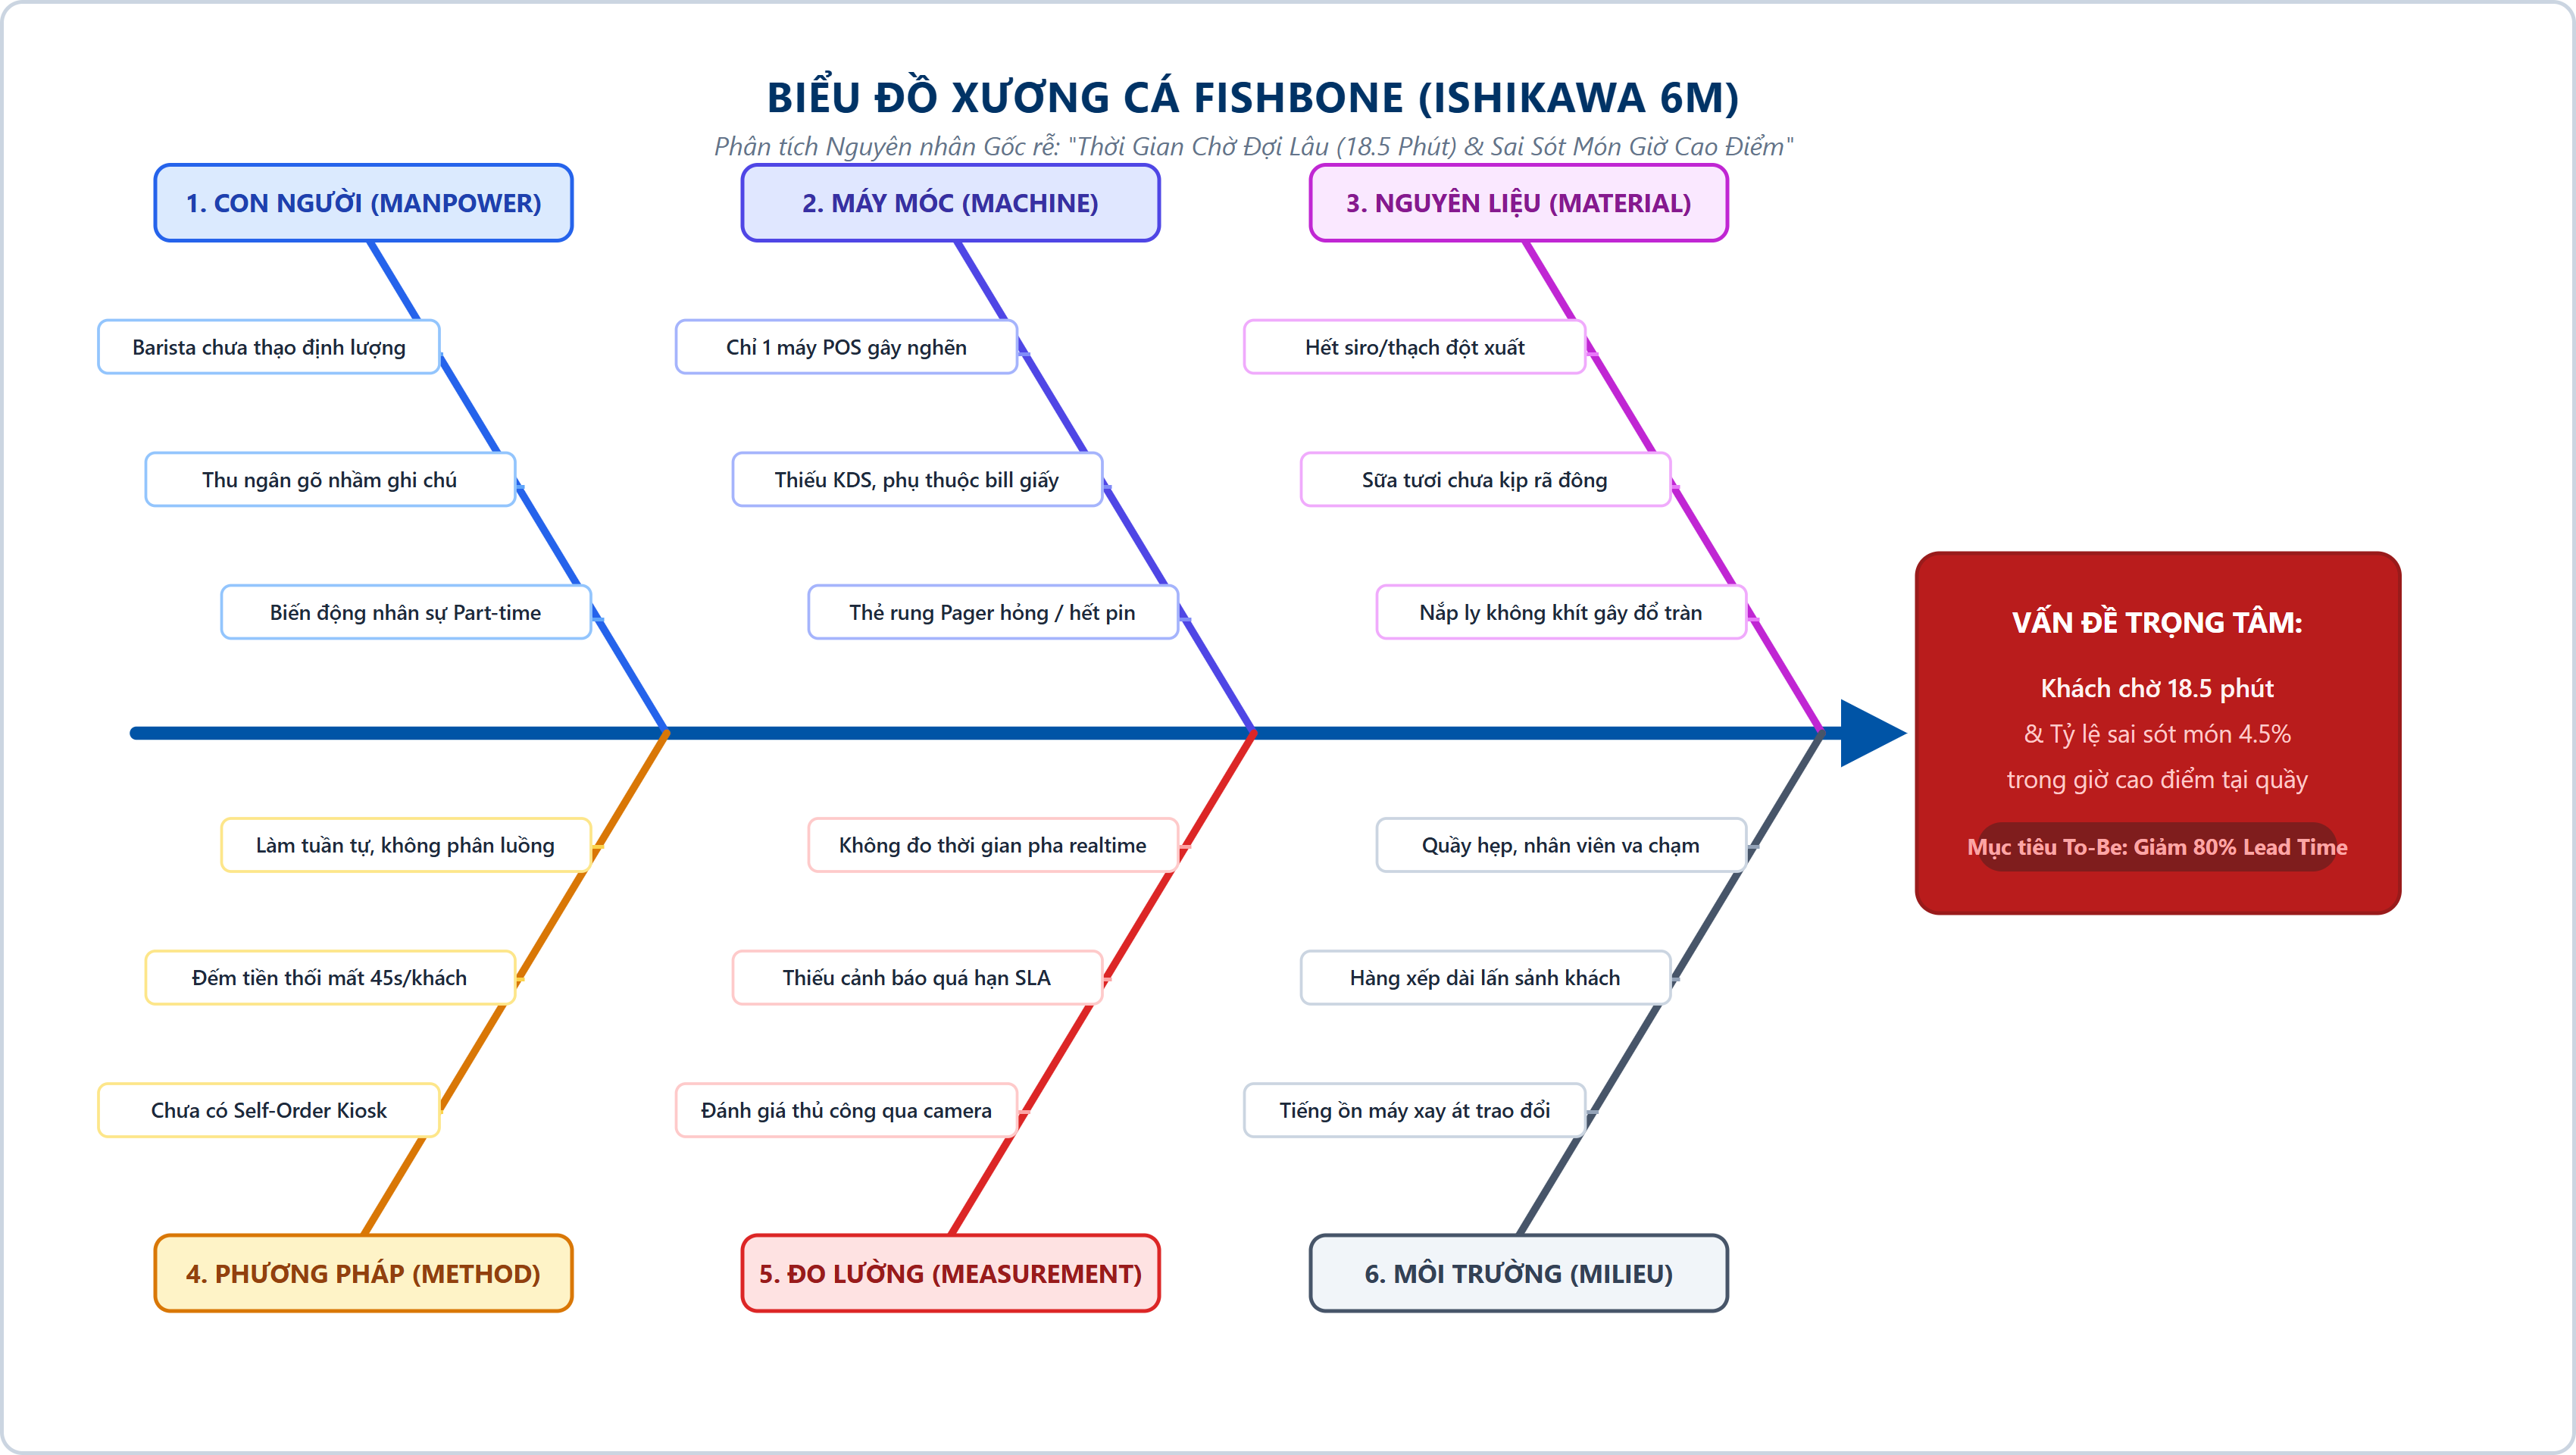 BIỂU ĐỒ XƯƠNG CÁ FISHBONE (ISHIKAWA 6M)
Phân tích Nguyên nhân Gốc rễ: "Thời Gian Chờ Đợi Lâu (18.5 Phút) & Sai Sót Món Giờ Cao Điểm"
1. CON NGƯỜI (MANPOWER)
Barista chưa thạo định lượng
Thu ngân gõ nhầm ghi chú
Biến động nhân sự Part-time
2. MÁY MÓC (MACHINE)
Chỉ 1 máy POS gây nghẽn
Thiếu KDS, phụ thuộc bill giấy
Thẻ rung Pager hỏng / hết pin
3. NGUYÊN LIỆU (MATERIAL)
Hết siro/thạch đột xuất
Sữa tươi chưa kịp rã đông
Nắp ly không khít gây đổ tràn
VẤN ĐỀ TRỌNG TÂM:
Khách chờ 18.5 phút
& Tỷ lệ sai sót món 4.5%
trong giờ cao điểm tại quầy
Mục tiêu To-Be: Giảm 80% Lead Time
Làm tuần tự, không phân luồng
Đếm tiền thối mất 45s/khách
Chưa có Self-Order Kiosk
4. PHƯƠNG PHÁP (METHOD)
Không đo thời gian pha realtime
Thiếu cảnh báo quá hạn SLA
Đánh giá thủ công qua camera
5. ĐO LƯỜNG (MEASUREMENT)
Quầy hẹp, nhân viên va chạm
Hàng xếp dài lấn sảnh khách
Tiếng ồn máy xay át trao đổi
6. MÔI TRƯỜNG (MILIEU)